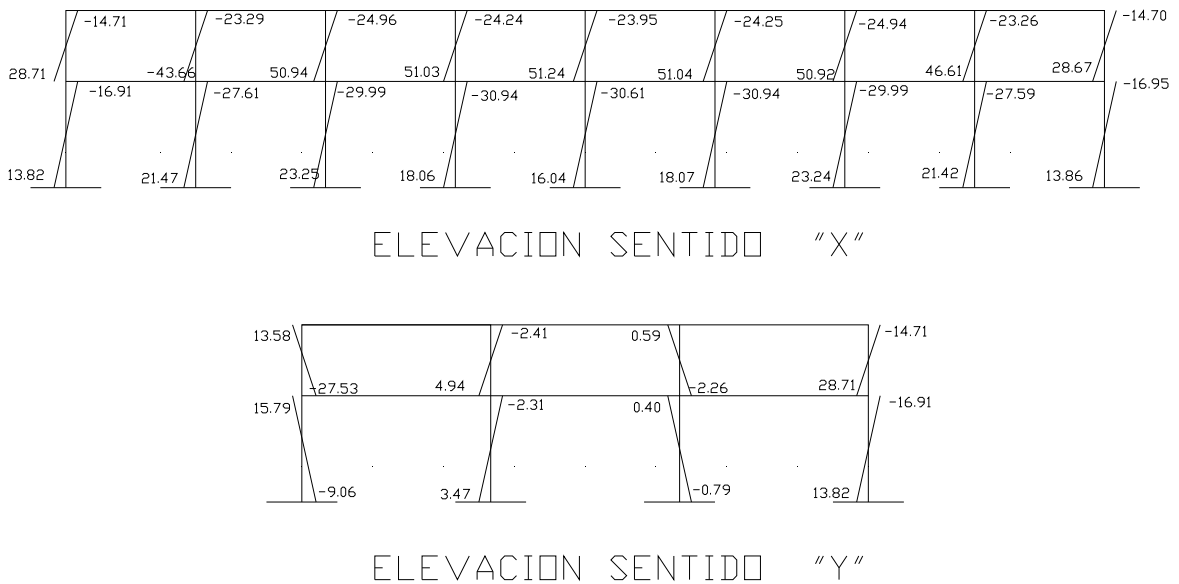 -14.71 -23.29 -24.96 -24.24 -23.95 -24.25 -24.94 -23.26 -14.70
28.71 -43.66 50.94 51.03 51.24 51.04 50.92 46.61 28.67
-16.91 -27.61 -29.99 -30.94 -30.61 -30.94 -29.99 -27.59 -16.95
13.82 21.47 23.25 18.06 16.04 18.07 23.24 21.42 13.86
ELEVACION SENTIDO "X"
13.58 -2.41 0.59 -14.71
-27.53 4.94 -2.26 28.71
15.79 -2.31 0.40 -16.91
-9.06 3.47 -0.79 13.82
ELEVACION SENTIDO "Y"